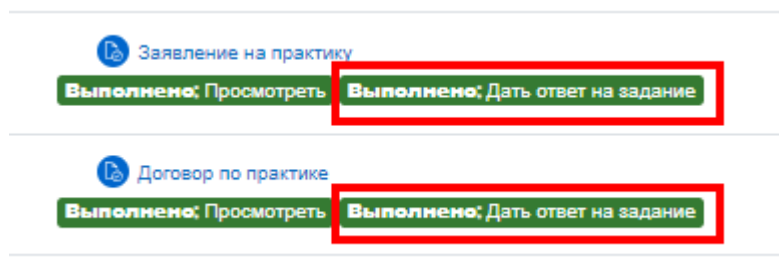 Заявление на практику
Выполнено: Просмотреть Выполнено: Дать ответ на задание
Договор по практике
Выполнено: Просмотреть Выполнено: Дать ответ на задание